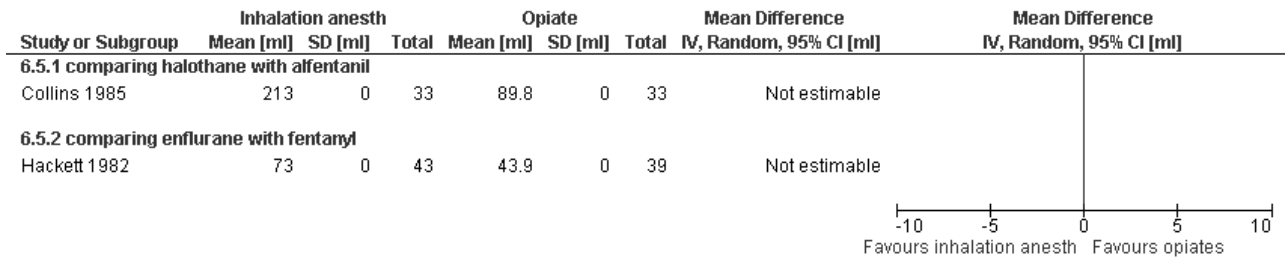 Inhalation anesth Opiate Mean Difference Mean Difference
Study or Subgroup Mean [ml] SD [ml] Total Mean [ml] SD [ml] Total IV, Random, 95% CI [ml] IV, Random, 95% CI [ml]
6.5.1 comparing halothane with alfentanil
Collins 1985 213 0 33 89.8 0 33 Not estimable
6.5.2 comparing enflurane with fentanyl
Hackett 1982 73 0 43 43.9 0 39 Not estimable
-10 -5 0 5 10
Favours inhalation anesth Favours opiates